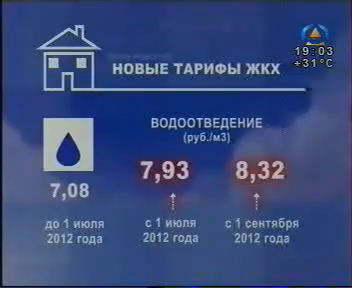 19:03
+31°C
НОВЫЕ ТАРИФЫ ЖКХ
ВОДООТВЕДЕНИЕ
(руб./м3)
7,08
7,93
8,32
до 1 июля
2012 года
с 1 июля
2012 года
с 1 сентября
2012 года